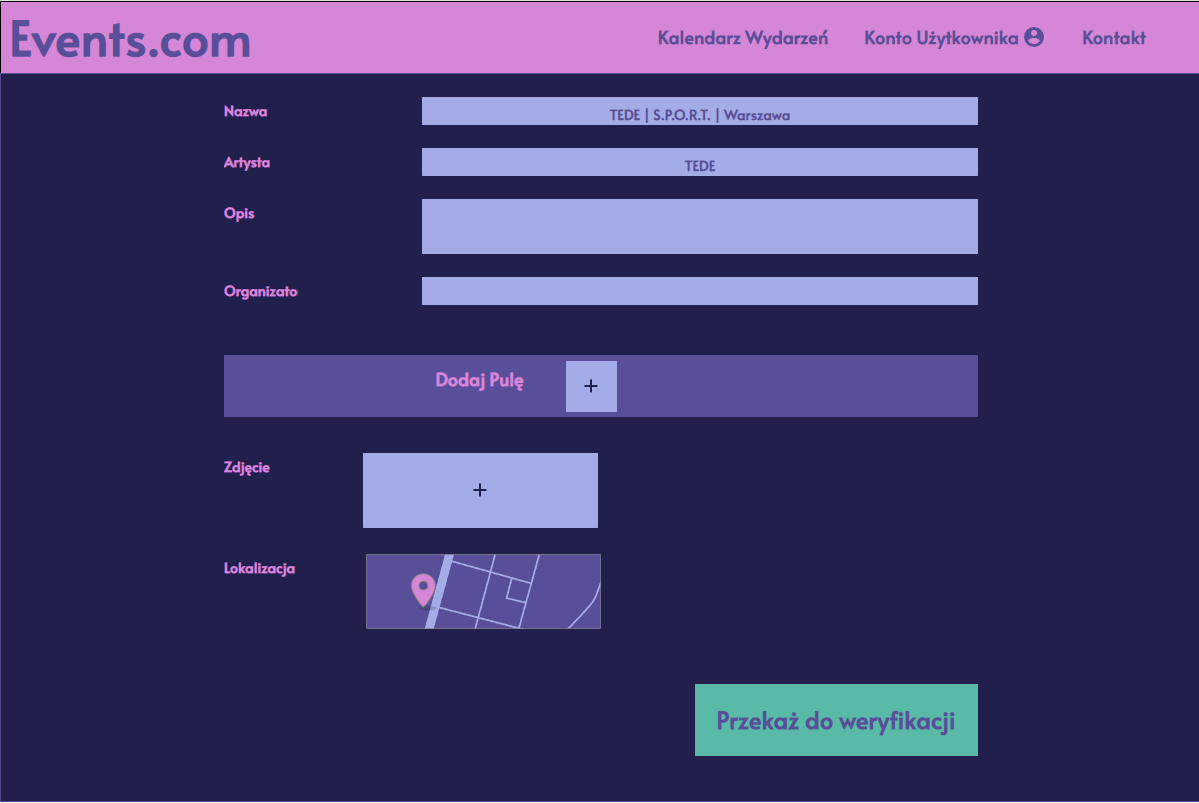 Events.com
Kalendarz Wydarzeń Konto Użytkownika Kontakt
Nazwa TEDE | S.P.O.R.T. | Warszawa
Artysta TEDE
Opis
Organizato
Dodaj Pulę +
Zdjęcie +
Lokalizacja
Przekaż do weryfikacji